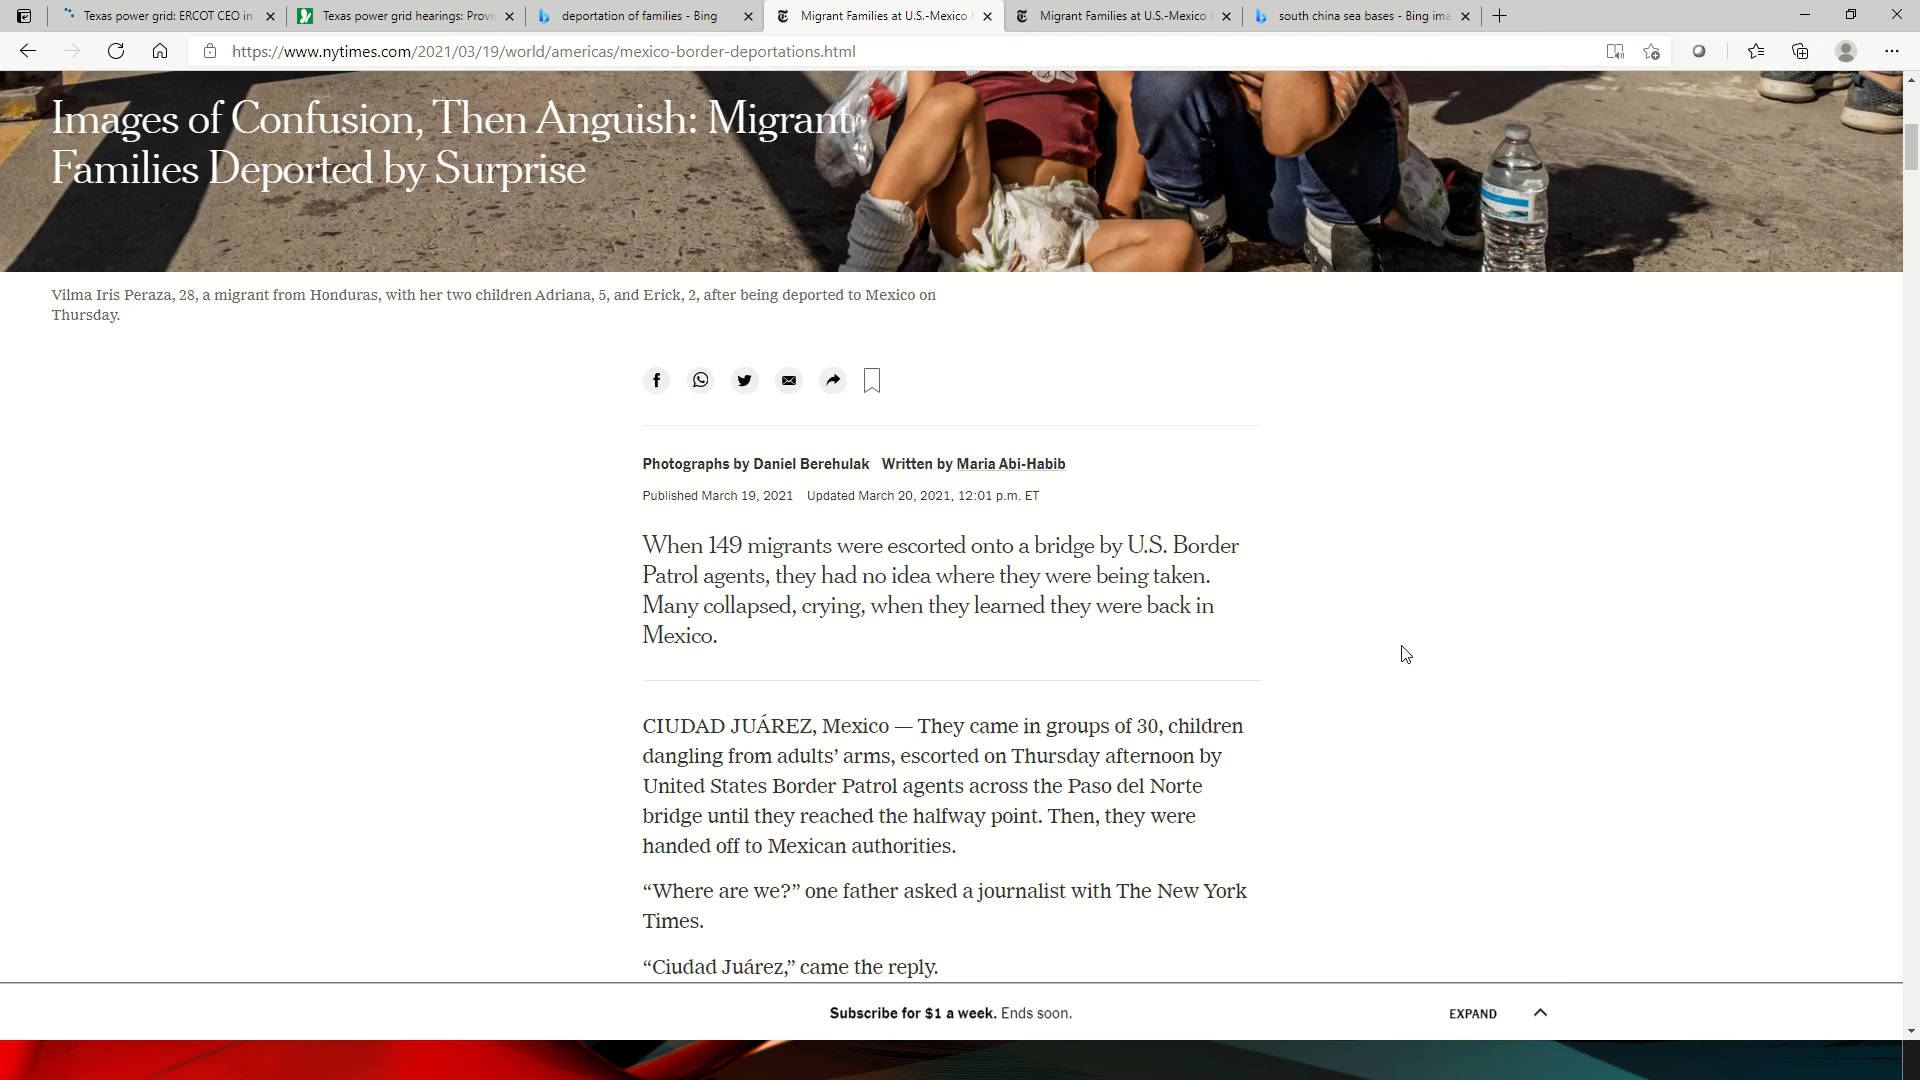 Texas power grid: ERCOT CEO in
Texas power grid hearings: Provi
deportation of families - Bing
Migrant Families at U.S.-Mexico
Migrant Families at U.S.-Mexico
south china sea bases - Bing ima
https://www.nytimes.com/2021/03/19/world/americas/mexico-border-deportations.html
Images of Confusion, Then Anguish: Migrant
Families Deported by Surprise
Vilma Iris Peraza, 28, a migrant from Honduras, with her two children Adriana, 5, and Erick, 2, after being deported to Mexico on
Thursday.
Photographs by Daniel Berehulak Written by Maria Abi-Habib
Published March 19, 2021 Updated March 20, 2021, 12:01 p.m. ET
When 149 migrants were escorted onto a bridge by U.S. Border
Patrol agents, they had no idea where they were being taken.
Many collapsed, crying, when they learned they were back in
Mexico.
CIUDAD JUÁREZ, Mexico — They came in groups of 30, children
dangling from adults’ arms, escorted on Thursday afternoon by
United States Border Patrol agents across the Paso del Norte
bridge until they reached the halfway point. Then, they were
handed off to Mexican authorities.
“Where are we?” one father asked a journalist with The New York
Times.
“Ciudad Juárez,” came the reply.
Subscribe for $1 a week. Ends soon.
EXPAND